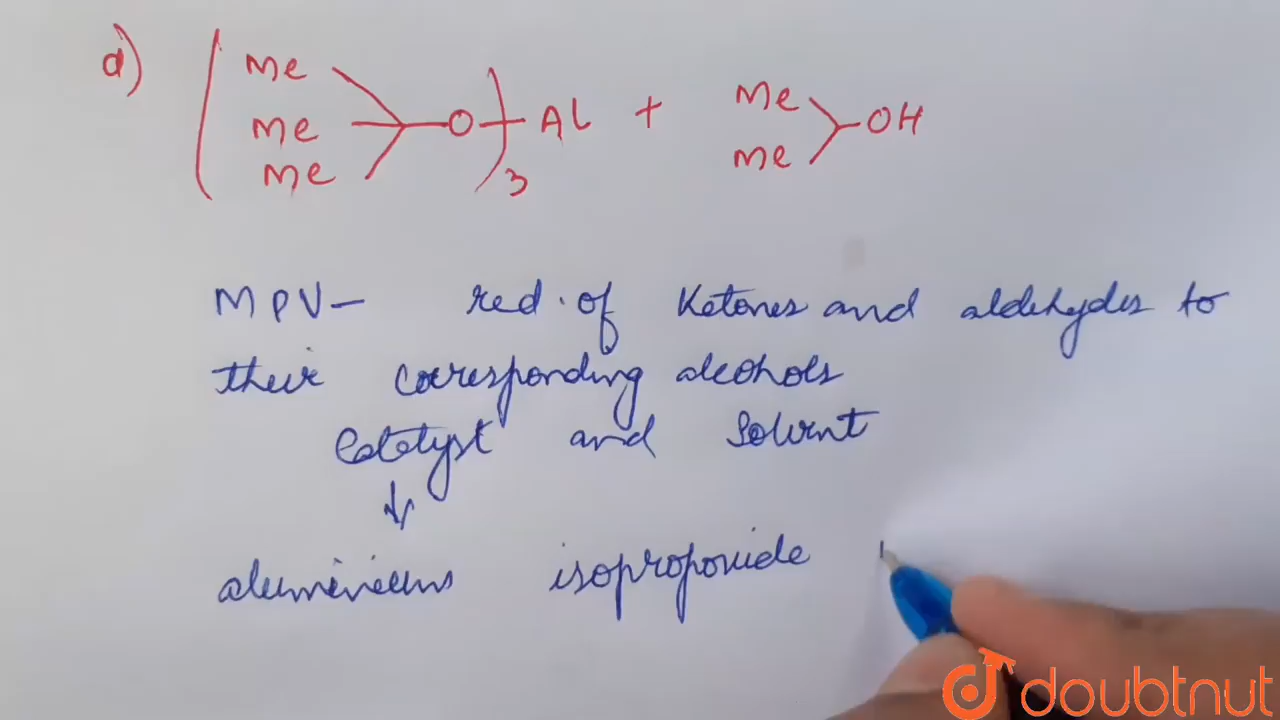 a) ( Me
Me
Me O )3 Al + Me
Me OH
MPV - red. of Ketones and aldehydes to
their corresponding alcohols
Catalyst and Solvent
↓
aluminium isopropoxide
doubtnut